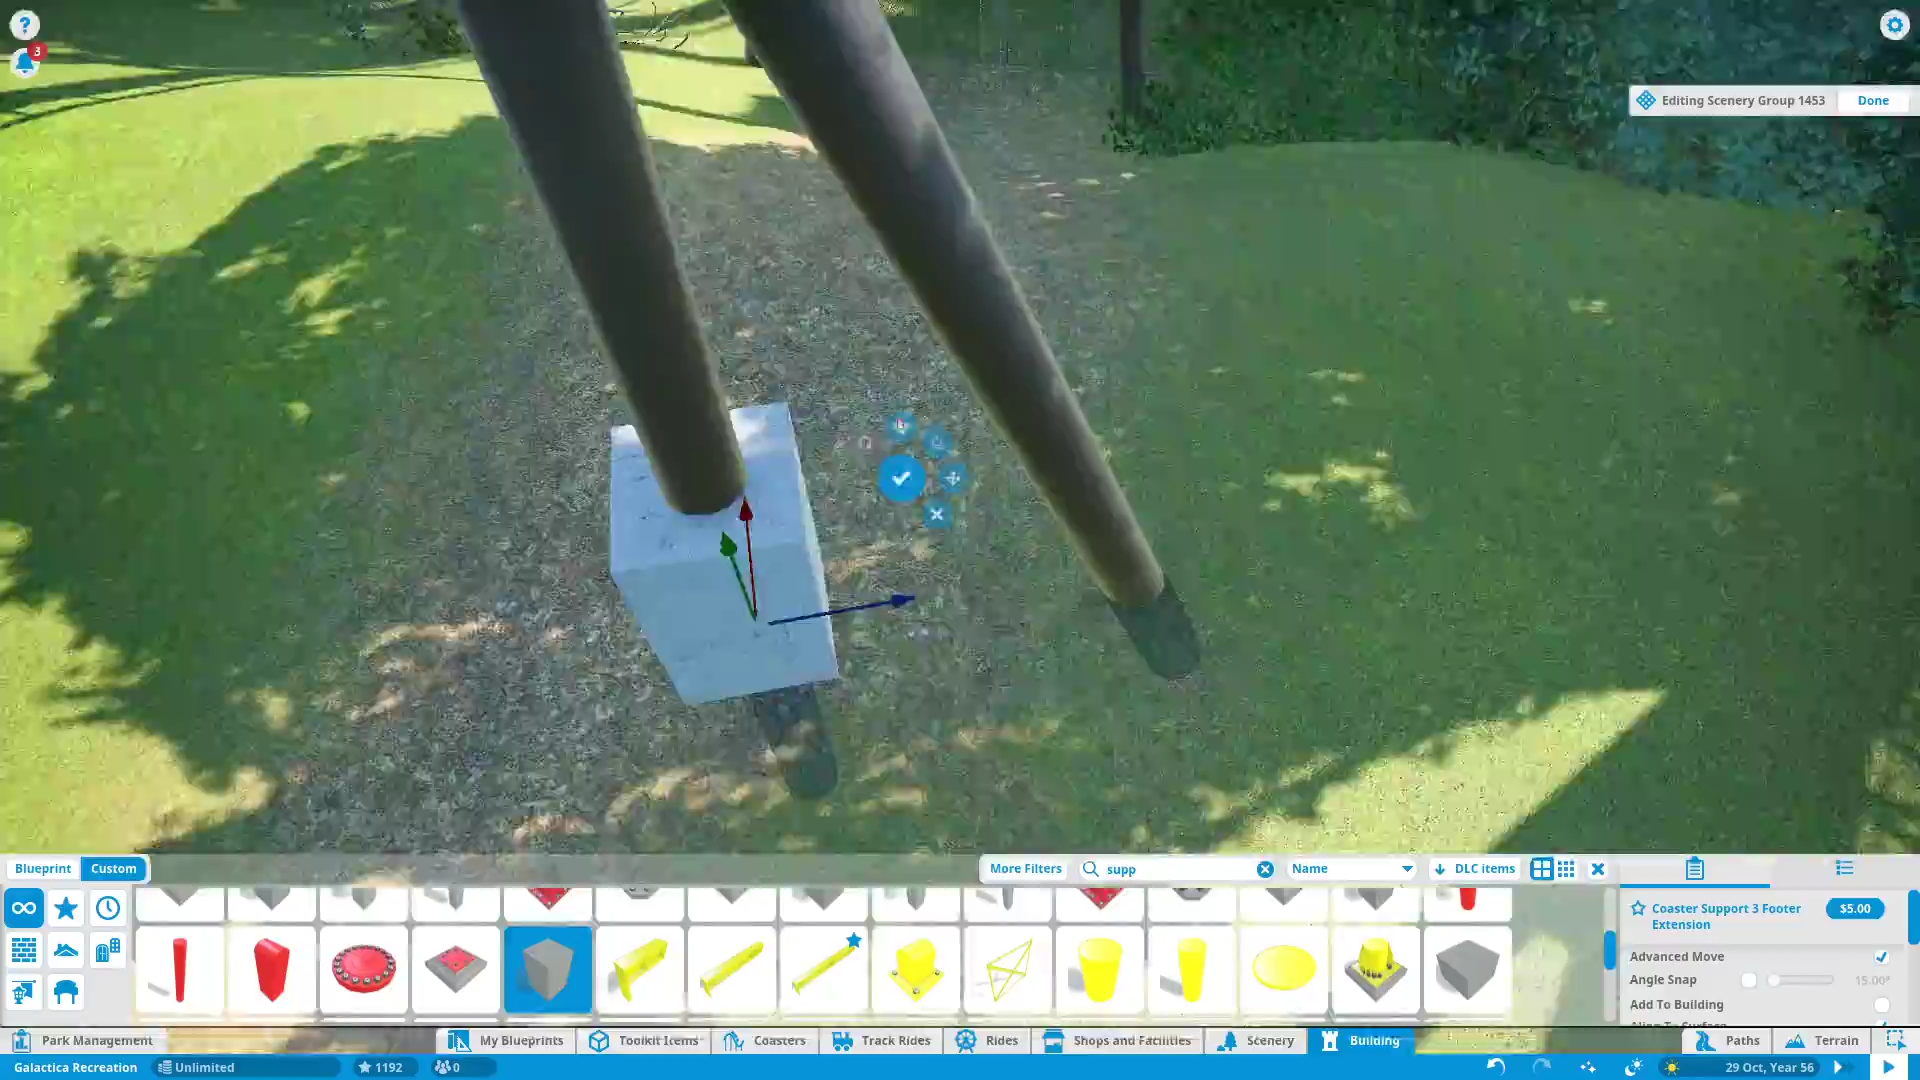 ?
3
Editing Scenery Group 1453
Done
Blueprint
Custom
More Filters
supp
Name
DLC items
Coaster Support 3 Footer
Extension
$5.00
Advanced Move
Angle Snap
15.00°
Add To Building
Park Management
My Blueprints
Toolkit Items
Coasters
Track Rides
Rides
Shops and Facilities
Scenery
Building
Paths
Terrain
Galactica Recreation
Unlimited
1192
0
29 Oct, Year 56